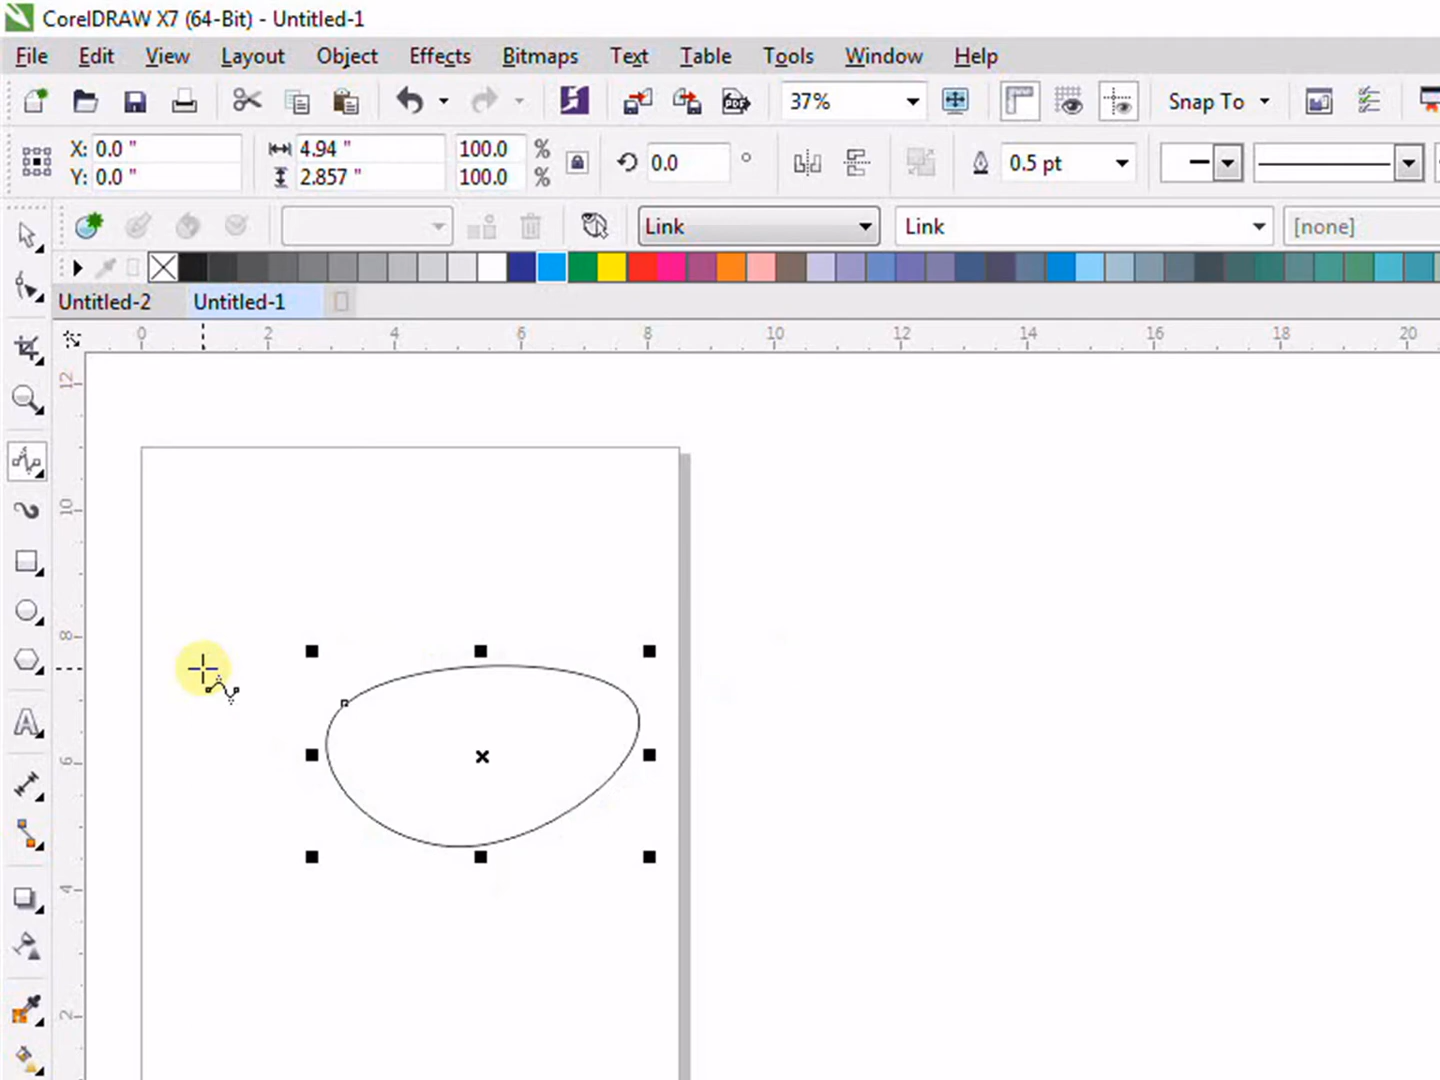 CorelDRAW X7 (64-Bit) - Untitled-1
File Edit View Layout Object Effects Bitmaps Text Table Tools Window Help
37% Snap To
X: 0.0 " 4.94 " 100.0 % 0.0 ° 0.5 pt
Y: 0.0 " 2.857 " 100.0 %
Link Link [none]
Untitled-2 Untitled-1
0 2 4 6 8 10 12 14 16 18 20
12
10
8
6
4
2